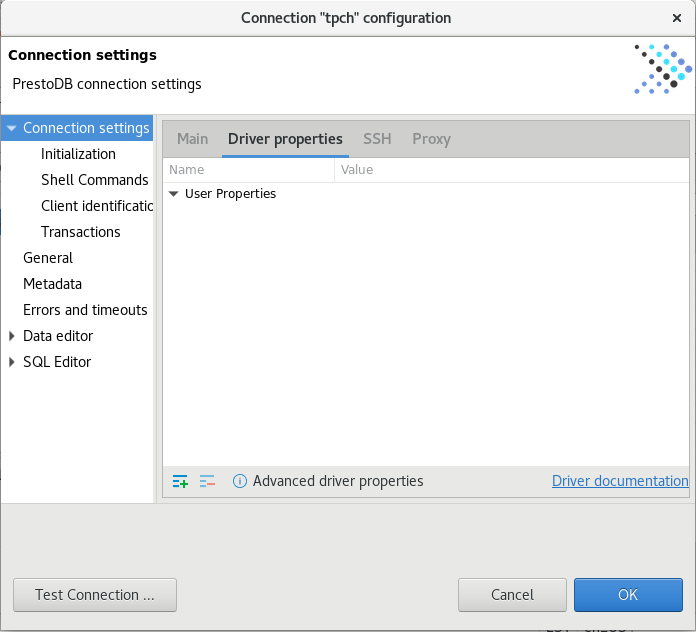 Connection "tpch" configuration
Connection settings
PrestoDB connection settings
Connection settings
Initialization
Shell Commands
Client identificatio
Transactions
General
Metadata
Errors and timeouts
Data editor
SQL Editor
Main Driver properties SSH Proxy
Name Value
User Properties
Advanced driver properties Driver documentation
Test Connection ... Cancel OK